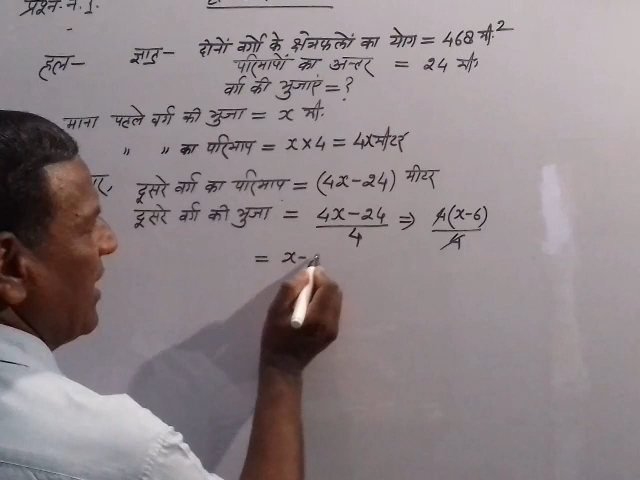 प्रश्न-न. 1.
हल- ज्ञात- दोनों वर्गो के क्षेत्रफलों का योग = 468 मी.²
परिमापों का अन्तर = 24 मी.
वर्ग की भुजाएं = ?
माना पहले वर्ग की भुजा = x मी.
" " का परिमाप = x×4 = 4x मीटर
दूसरे वर्ग का परिमाप = (4x-24) मीटर
दूसरे वर्ग की भुजा = 4x-24/4 ⇒ 4(x-6)/4
= x-